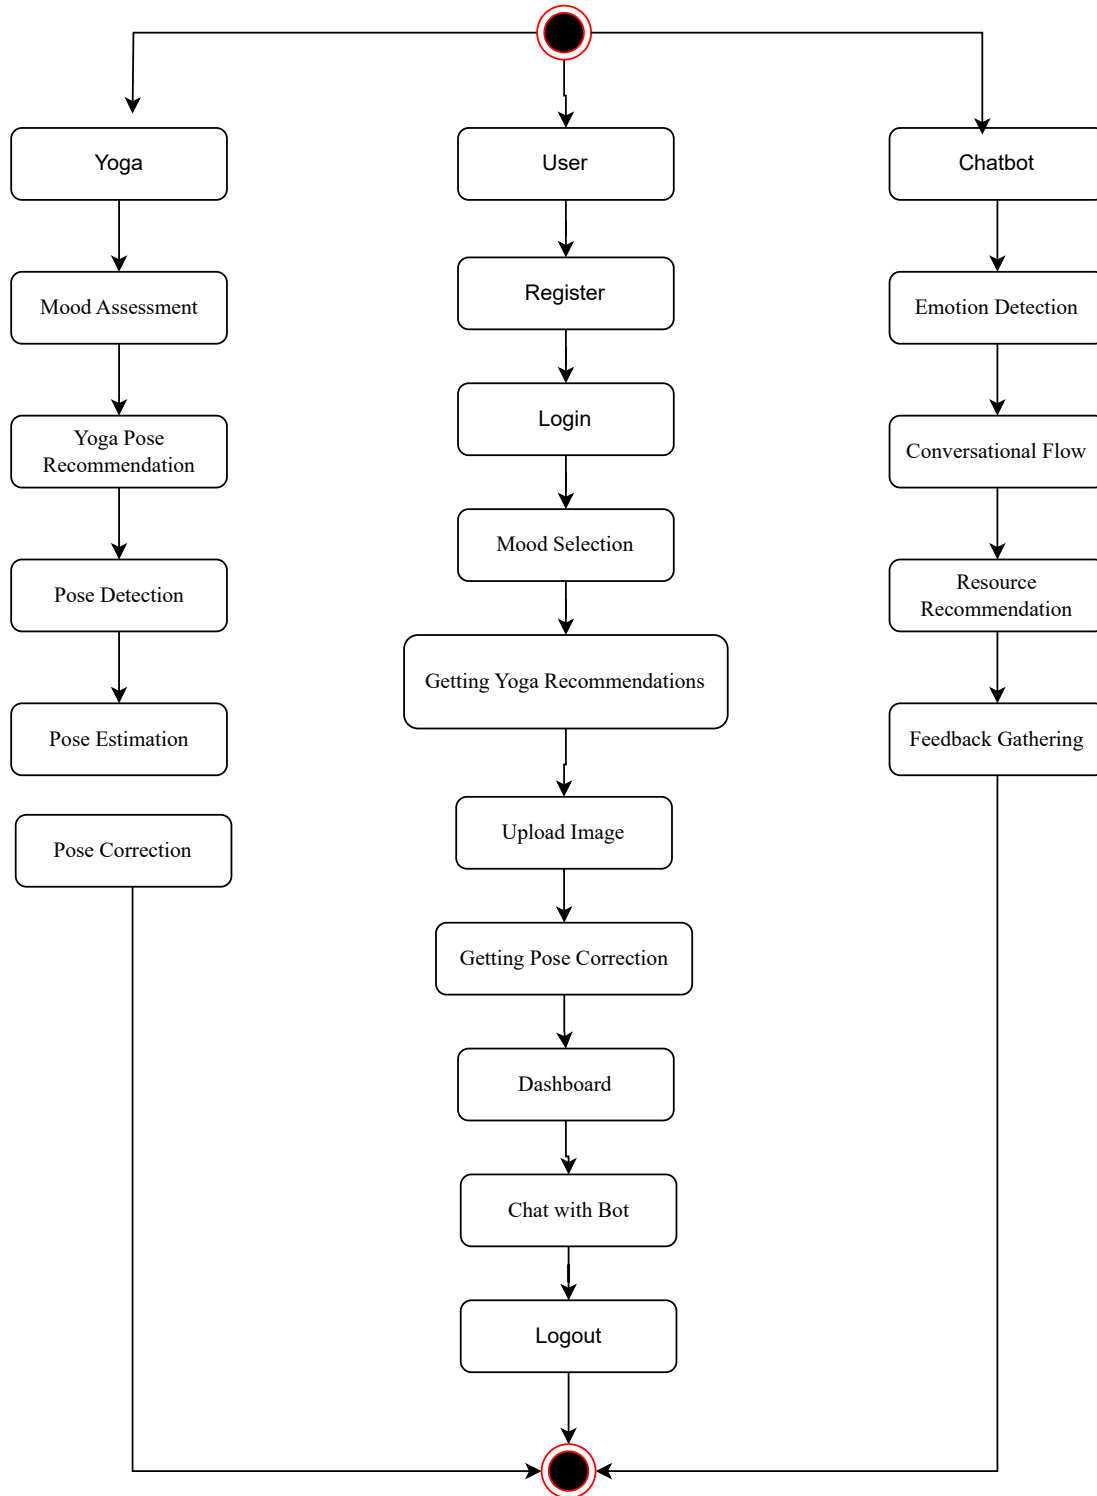 Yoga
User
Chatbot
Mood Assessment
Register
Emotion Detection
Yoga Pose
Recommendation
Login
Conversational Flow
Mood Selection
Pose Detection
Resource
Recommendation
Getting Yoga Recommendations
Pose Estimation
Feedback Gathering
Upload Image
Pose Correction
Getting Pose Correction
Dashboard
Chat with Bot
Logout